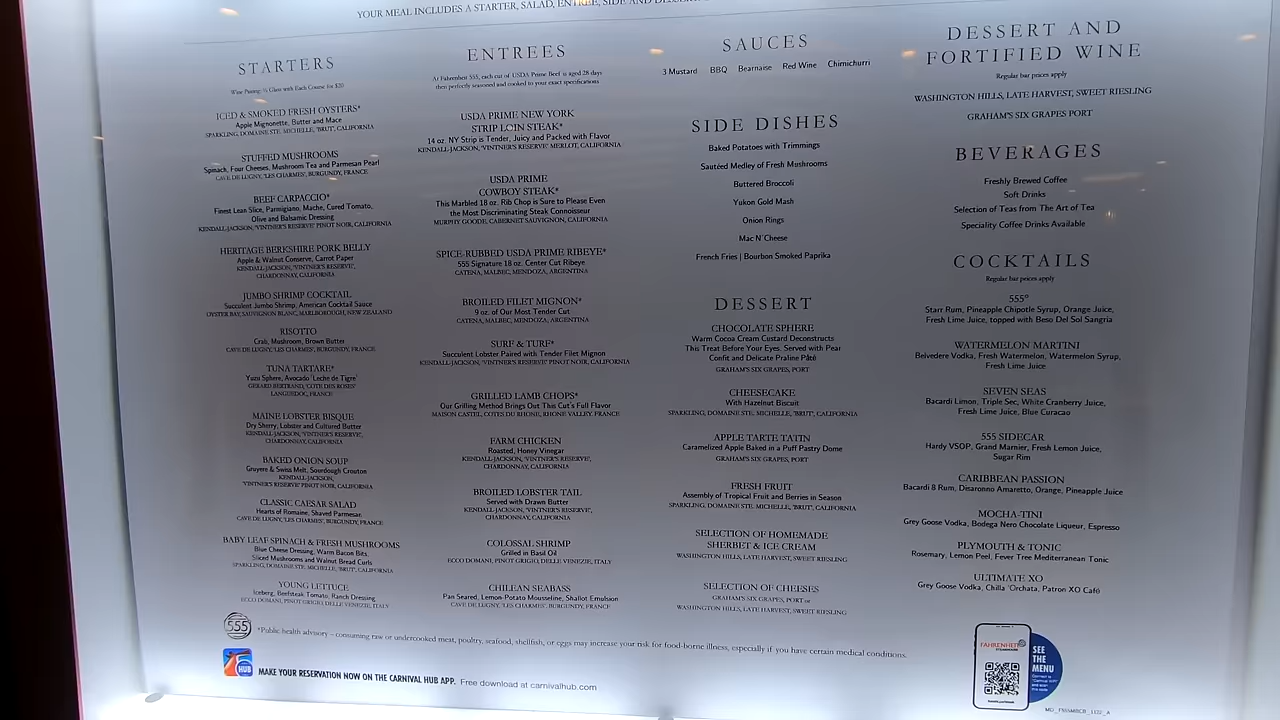 YOUR MEAL INCLUDES A STARTER, SALAD, ENTREE, SIDE AND DESSERT
STARTERS
Wine Pairing: ½ Glass with Each Course for $20
ICED & SMOKED FRESH OYSTERS*
Apple Mignonette, Butter and Mace
SPARKLING, DOMAINE STE. MICHELLE, 'BRUT', CALIFORNIA
STUFFED MUSHROOMS
Spinach, Four Cheeses, Mushroom Tea and Parmesan Pearl
CAVE DE LUGNY, 'LES CHARMES', BURGUNDY, FRANCE
BEEF CARPACCIO*
Finest Lean Slice, Parmigiano, Mache, Cured Tomato,
Olive and Balsamic Dressing
KENDALL-JACKSON, 'VINTNER'S RESERVE' PINOT NOIR, CALIFORNIA
HERITAGE BERKSHIRE PORK BELLY
Apple & Walnut Conserve, Carrot Paper
KENDALL-JACKSON, 'VINTNER'S RESERVE',
CHARDONNAY, CALIFORNIA
JUMBO SHRIMP COCKTAIL
Succulent Jumbo Shrimp, American Cocktail Sauce
OYSTER BAY, SAUVIGNON BLANC, MARLBOROUGH, NEW ZEALAND
RISOTTO
Crab, Mushroom, Brown Butter
CAVE DE LUGNY, 'LES CHARMES', BURGUNDY, FRANCE
TUNA TARTARE*
Yuzu Sphere, Avocado 'Leche de Tigre'
GERARD BERTRAND, 'COTE DES ROSES'
LANGUEDOC, FRANCE
MAINE LOBSTER BISQUE
Dry Sherry, Lobster and Cultured Butter
KENDALL-JACKSON, 'VINTNER'S RESERVE',
CHARDONNAY, CALIFORNIA
BAKED ONION SOUP
Gruyere & Swiss Melt, Sourdough Crouton
KENDALL-JACKSON,
'VINTNER'S RESERVE' PINOT NOIR, CALIFORNIA
CLASSIC CAESAR SALAD
Hearts of Romaine, Shaved Parmesan
CAVE DE LUGNY, 'LES CHARMES', BURGUNDY, FRANCE
BABY LEAF SPINACH & FRESH MUSHROOMS
Blue Cheese Dressing, Warm Bacon Bits,
Sliced Mushrooms and Walnut Bread Curls
SPARKLING, DOMAINE STE. MICHELLE, 'BRUT', CALIFORNIA
YOUNG LETTUCE
Iceberg, Beefsteak Tomato, Ranch Dressing
ECCO DOMANI, PINOT GRIGIO, DELLE VENEZIE, ITALY
ENTREES
At Fahrenheit 555, each cut of USDA Prime Beef is aged 28 days
then perfectly seasoned and cooked to your exact specifications
USDA PRIME NEW YORK
STRIP LOIN STEAK*
14 oz. NY Strip is Tender, Juicy and Packed with Flavor
KENDALL-JACKSON, 'VINTNER'S RESERVE' MERLOT, CALIFORNIA
USDA PRIME
COWBOY STEAK*
This Marbled 18 oz. Rib Chop is Sure to Please Even
the Most Discriminating Steak Connoisseur
MURPHY GOODE, CABERNET SAUVIGNON, CALIFORNIA
SPICE-RUBBED USDA PRIME RIBEYE*
555 Signature 18 oz. Center Cut Ribeye
CATENA, MALBEC, MENDOZA, ARGENTINA
BROILED FILET MIGNON*
9 oz. of Our Most Tender Cut
CATENA, MALBEC, MENDOZA, ARGENTINA
SURF & TURF*
Succulent Lobster Paired with Tender Filet Mignon
KENDALL-JACKSON, 'VINTNER'S RESERVE' PINOT NOIR, CALIFORNIA
GRILLED LAMB CHOPS*
Our Grilling Method Brings Out This Cut's Full Flavor
MAISON CASTEL, COTES DU RHONE, RHONE VALLEY, FRANCE
FARM CHICKEN
Roasted, Honey Vinegar
KENDALL-JACKSON, 'VINTNER'S RESERVE',
CHARDONNAY, CALIFORNIA
BROILED LOBSTER TAIL
Served with Drawn Butter
KENDALL-JACKSON, 'VINTNER'S RESERVE',
CHARDONNAY, CALIFORNIA
COLOSSAL SHRIMP
Grilled in Basil Oil
ECCO DOMANI, PINOT GRIGIO, DELLE VENEZIE, ITALY
CHILEAN SEABASS
Pan Seared, Lemon Potato Mousseline, Shallot Emulsion
CAVE DE LUGNY, 'LES CHARMES', BURGUNDY, FRANCE
SAUCES
3 Mustard BBQ Bearnaise Red Wine Chimichurri
SIDE DISHES
Baked Potatoes with Trimmings
Sautéed Medley of Fresh Mushrooms
Buttered Broccoli
Yukon Gold Mash
Onion Rings
Mac N' Cheese
French Fries | Bourbon Smoked Paprika
DESSERT
CHOCOLATE SPHERE
Warm Cocoa Cream Custard Deconstructs
This Treat Before Your Eyes. Served with Pear
Confit and Delicate Praline Pâté
GRAHAM'S SIX GRAPES, PORT
CHEESECAKE
With Hazelnut Biscuit
SPARKLING, DOMAINE STE. MICHELLE, 'BRUT', CALIFORNIA
APPLE TARTE TATIN
Caramelized Apple Baked in a Puff Pastry Dome
GRAHAM'S SIX GRAPES, PORT
FRESH FRUIT
Assembly of Tropical Fruit and Berries in Season
SPARKLING, DOMAINE STE. MICHELLE, 'BRUT', CALIFORNIA
SELECTION OF HOMEMADE
SHERBET & ICE CREAM
WASHINGTON HILLS, LATE HARVEST, SWEET RIESLING
SELECTION OF CHEESES
GRAHAM'S SIX GRAPES, PORT or
WASHINGTON HILLS, LATE HARVEST, SWEET RIESLING
DESSERT AND
FORTIFIED WINE
Regular bar prices apply
WASHINGTON HILLS, LATE HARVEST, SWEET RIESLING
GRAHAM'S SIX GRAPES PORT
BEVERAGES
Freshly Brewed Coffee
Soft Drinks
Selection of Teas from The Art of Tea
Speciality Coffee Drinks Available
COCKTAILS
Regular bar prices apply
555°
Starr Rum, Pineapple Chipotle Syrup, Orange Juice,
Fresh Lime Juice, topped with Beso Del Sol Sangria
WATERMELON MARTINI
Belvedere Vodka, Fresh Watermelon, Watermelon Syrup,
Fresh Lime Juice
SEVEN SEAS
Bacardi Limon, Triple Sec, White Cranberry Juice,
Fresh Lime Juice, Blue Curacao
555 SIDECAR
Hardy VSOP, Grand Marnier, Fresh Lemon Juice,
Sugar Rim
CARIBBEAN PASSION
Bacardi 8 Rum, Disaronno Amaretto, Orange, Pineapple Juice
MOCHA-TINI
Grey Goose Vodka, Bodega Nero Chocolate Liqueur, Espresso
PLYMOUTH & TONIC
Rosemary, Lemon Peel, Fever Tree Mediterranean Tonic
ULTIMATE XO
Grey Goose Vodka, Chilla 'Orchata, Patron XO Café
555
*Public health advisory – consuming raw or undercooked meat, poultry, seafood, shellfish, or eggs may increase your risk for food-borne illness, especially if you have certain medical conditions.
HUB
MAKE YOUR RESERVATION NOW ON THE CARNIVAL HUB APP. Free download at carnivalhub.com
FAHRENHEIT
SEE
THE
MENU